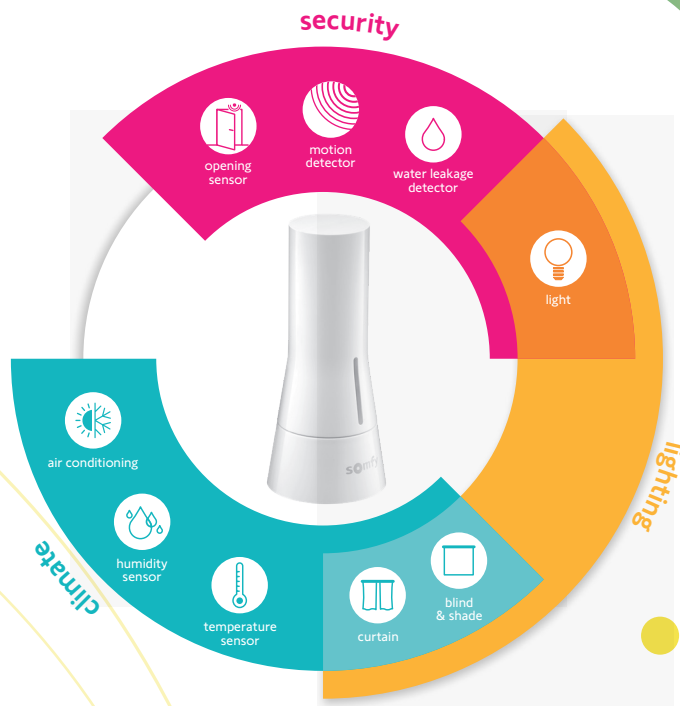 security
opening
sensor
motion
detector
water leakage
detector
light
lighting
blind
& shade
curtain
temperature
sensor
humidity
sensor
air conditioning
climate
somfy